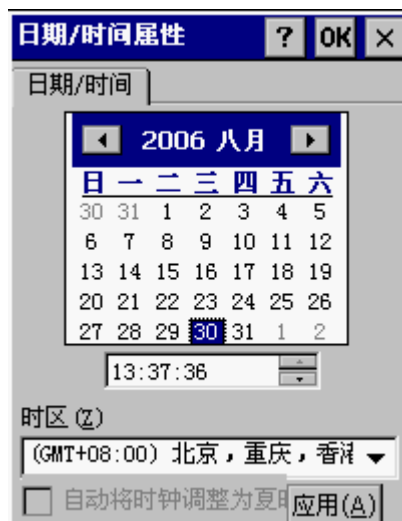 日期/时间属性 ? OK ×
日期/时间
2006 八月
日 一 二 三 四 五 六
30 31 1 2 3 4 5
6 7 8 9 10 11 12
13 14 15 16 17 18 19
20 21 22 23 24 25 26
27 28 29 30 31 1 2
13:37:36
时区(Z)
(GMT+08:00) 北京，重庆，香港
自动将时钟调整为夏 应用(A)